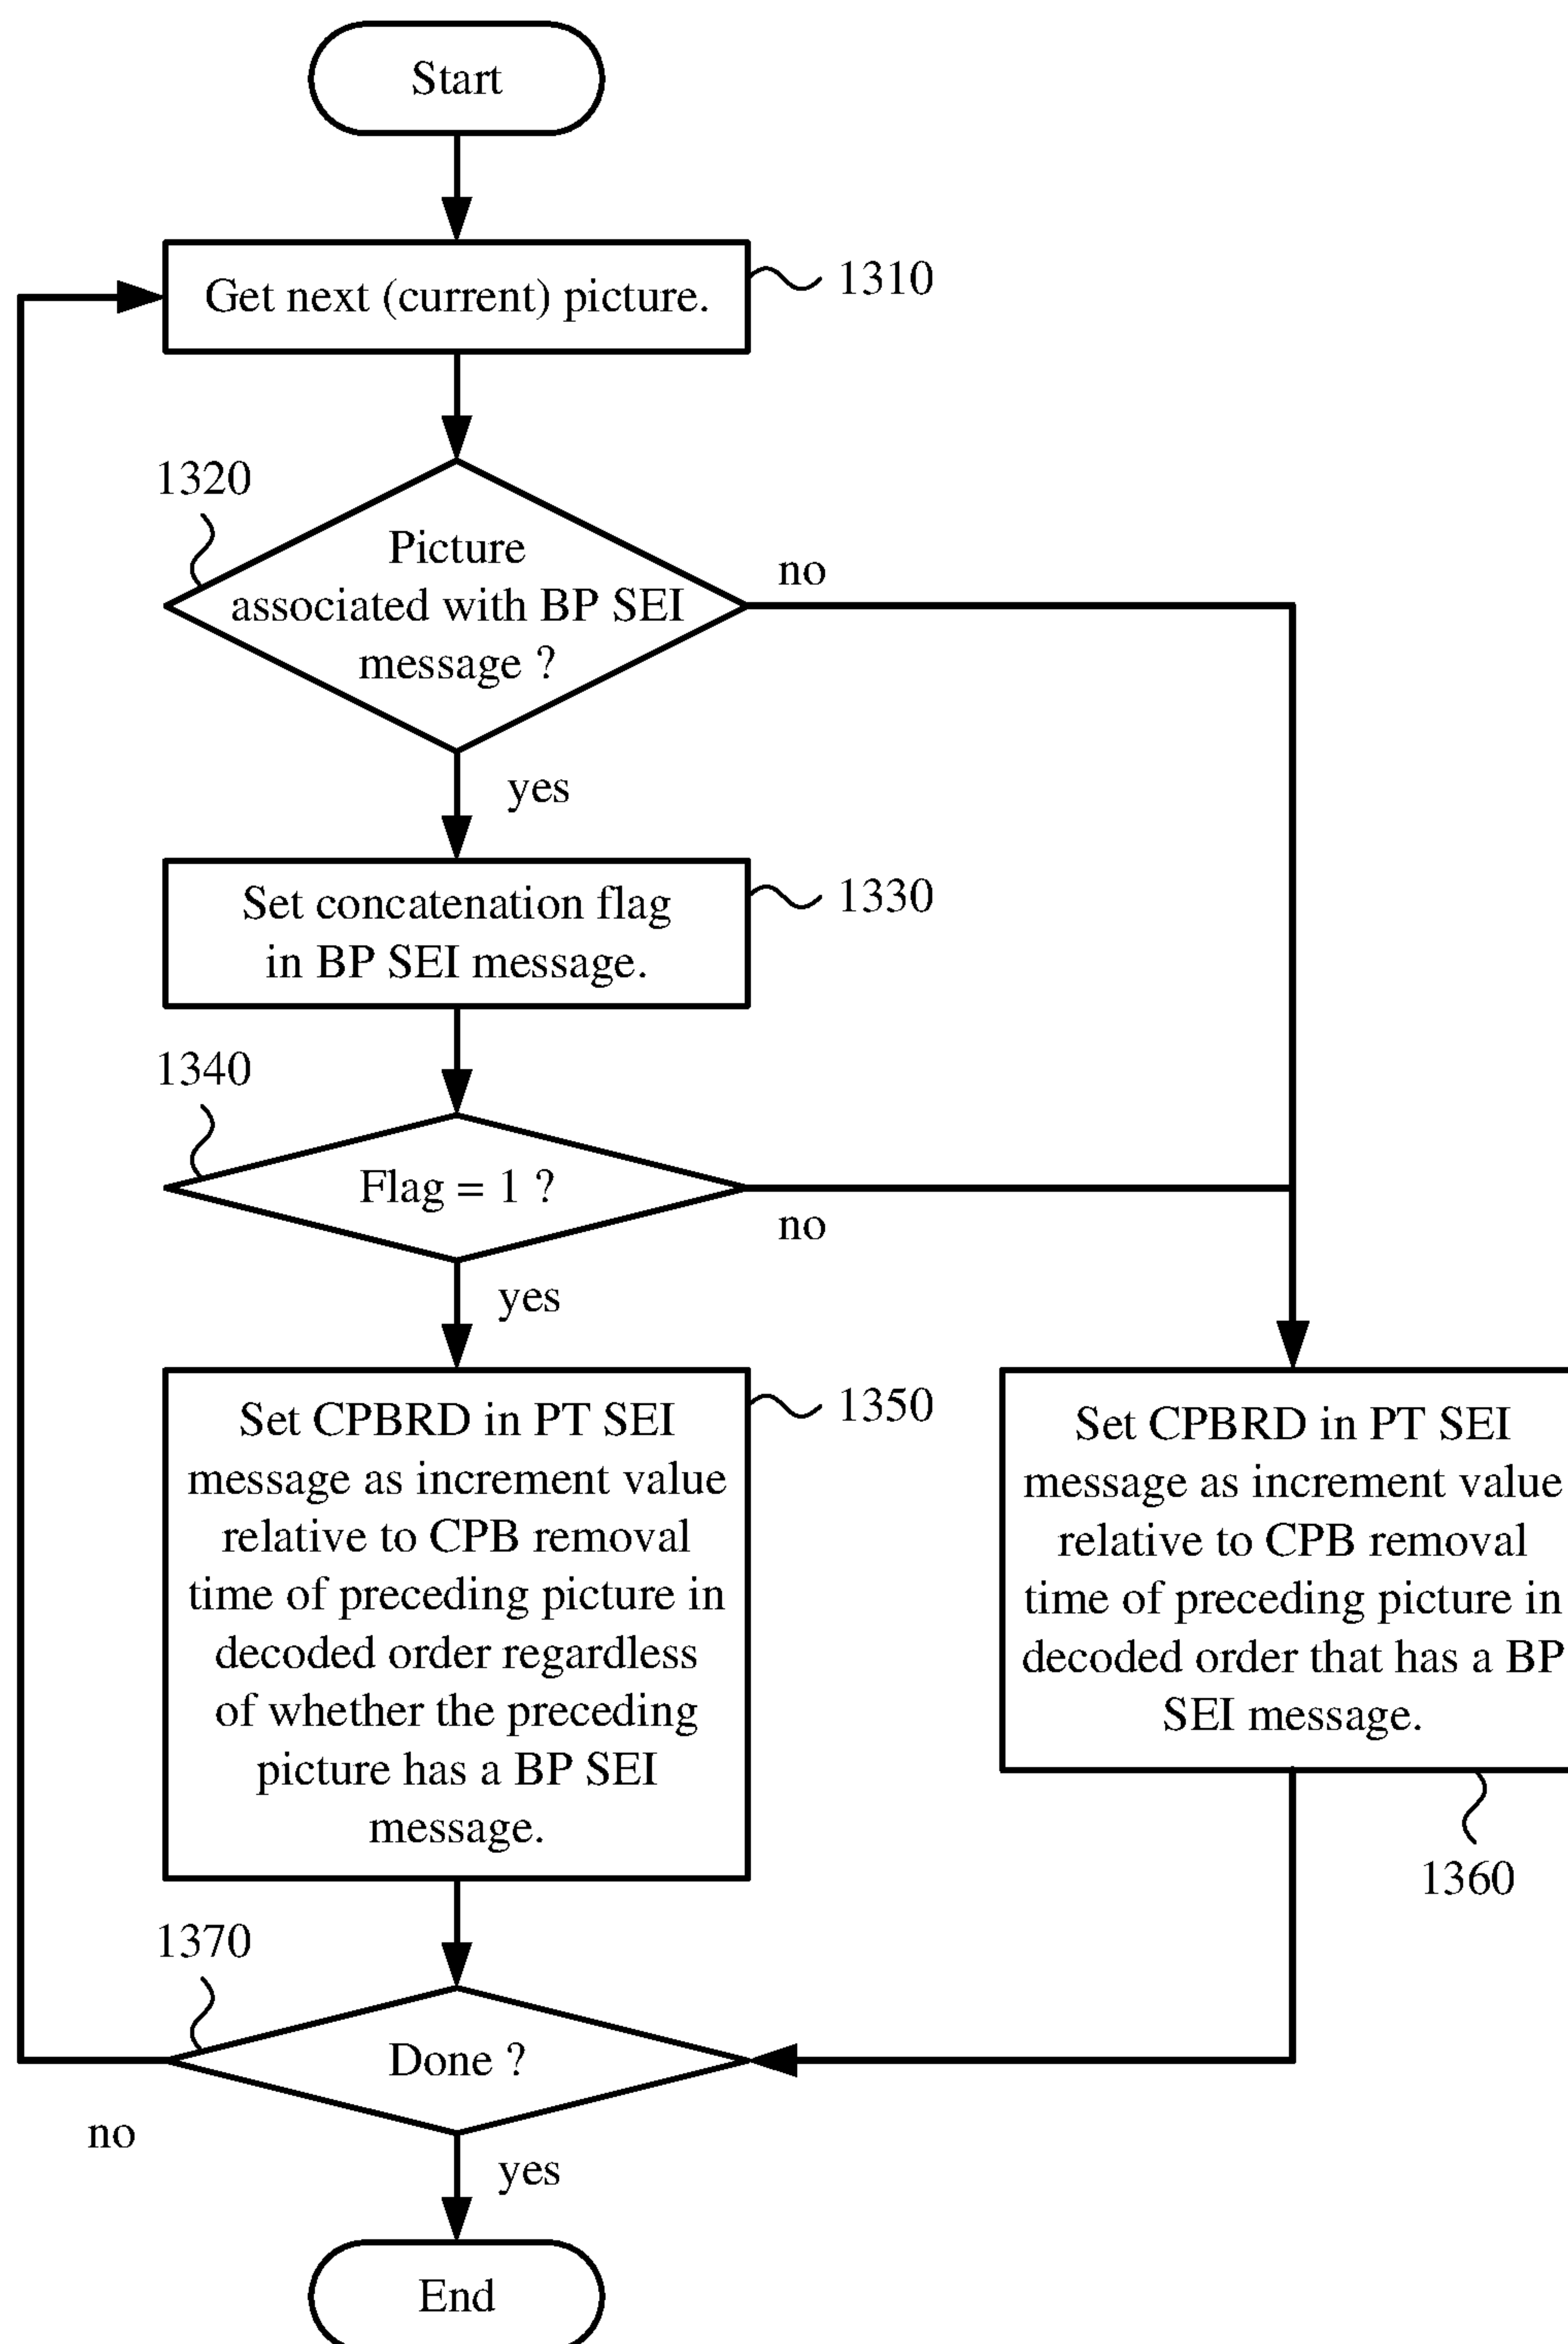 Start
Get next (current) picture.
1310
1320
Picture
associated with BP SEI
message ?
no
yes
Set concatenation flag
in BP SEI message.
1330
1340
Flag = 1 ?
no
yes
Set CPBRD in PT SEI
message as increment value
relative to CPB removal
time of preceding picture in
decoded order regardless
of whether the preceding
picture has a BP SEI
message.
1350
Set CPBRD in PT SEI
message as increment value
relative to CPB removal
time of preceding picture in
decoded order that has a BP
SEI message.
1360
1370
Done ?
no
yes
End